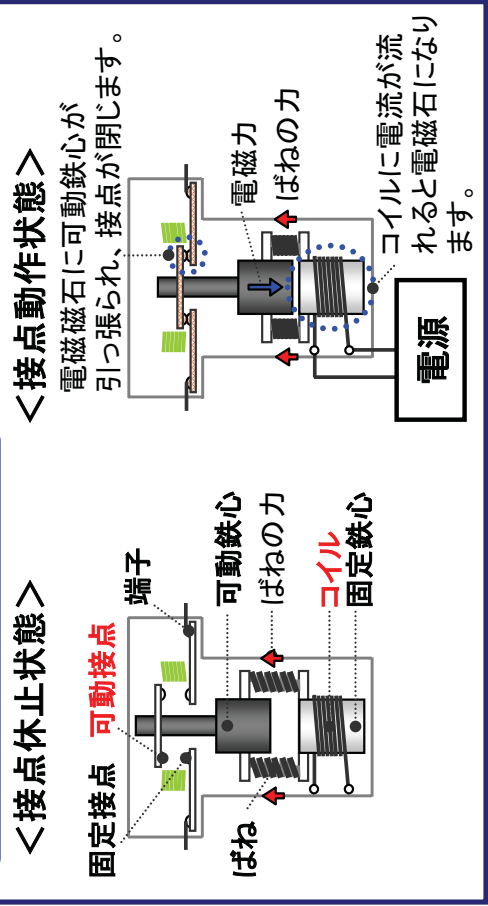 ＜接点休止状態＞
固定接点
可動接点
端子
可動鉄心
ばねの力
コイル
固定鉄心
ばね
＜接点動作状態＞
電磁磁石に可動鉄心が
引っ張られ、接点が閉じます。
電磁力
ばねの力
コイルに電流が流
れると電磁石になり
ます。
電源